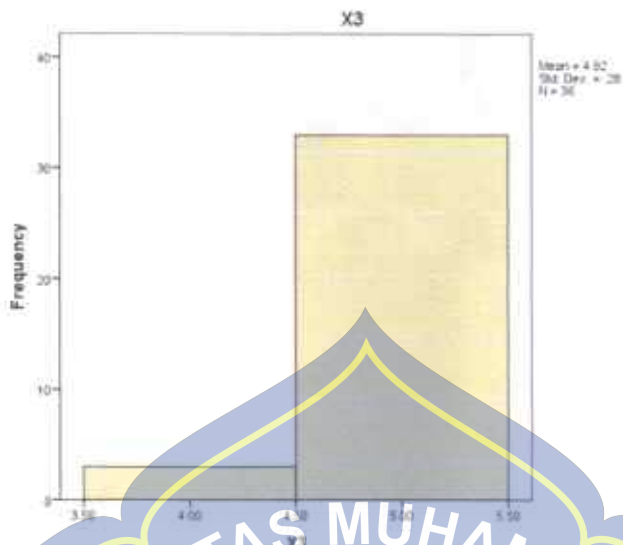 X3
40
Mean = 4.92
Std. Dev. = .28
N = 36
30
Frequency
20
10
0
3.50 4.00 4.50 5.00 5.50
X3
TAS MUHA